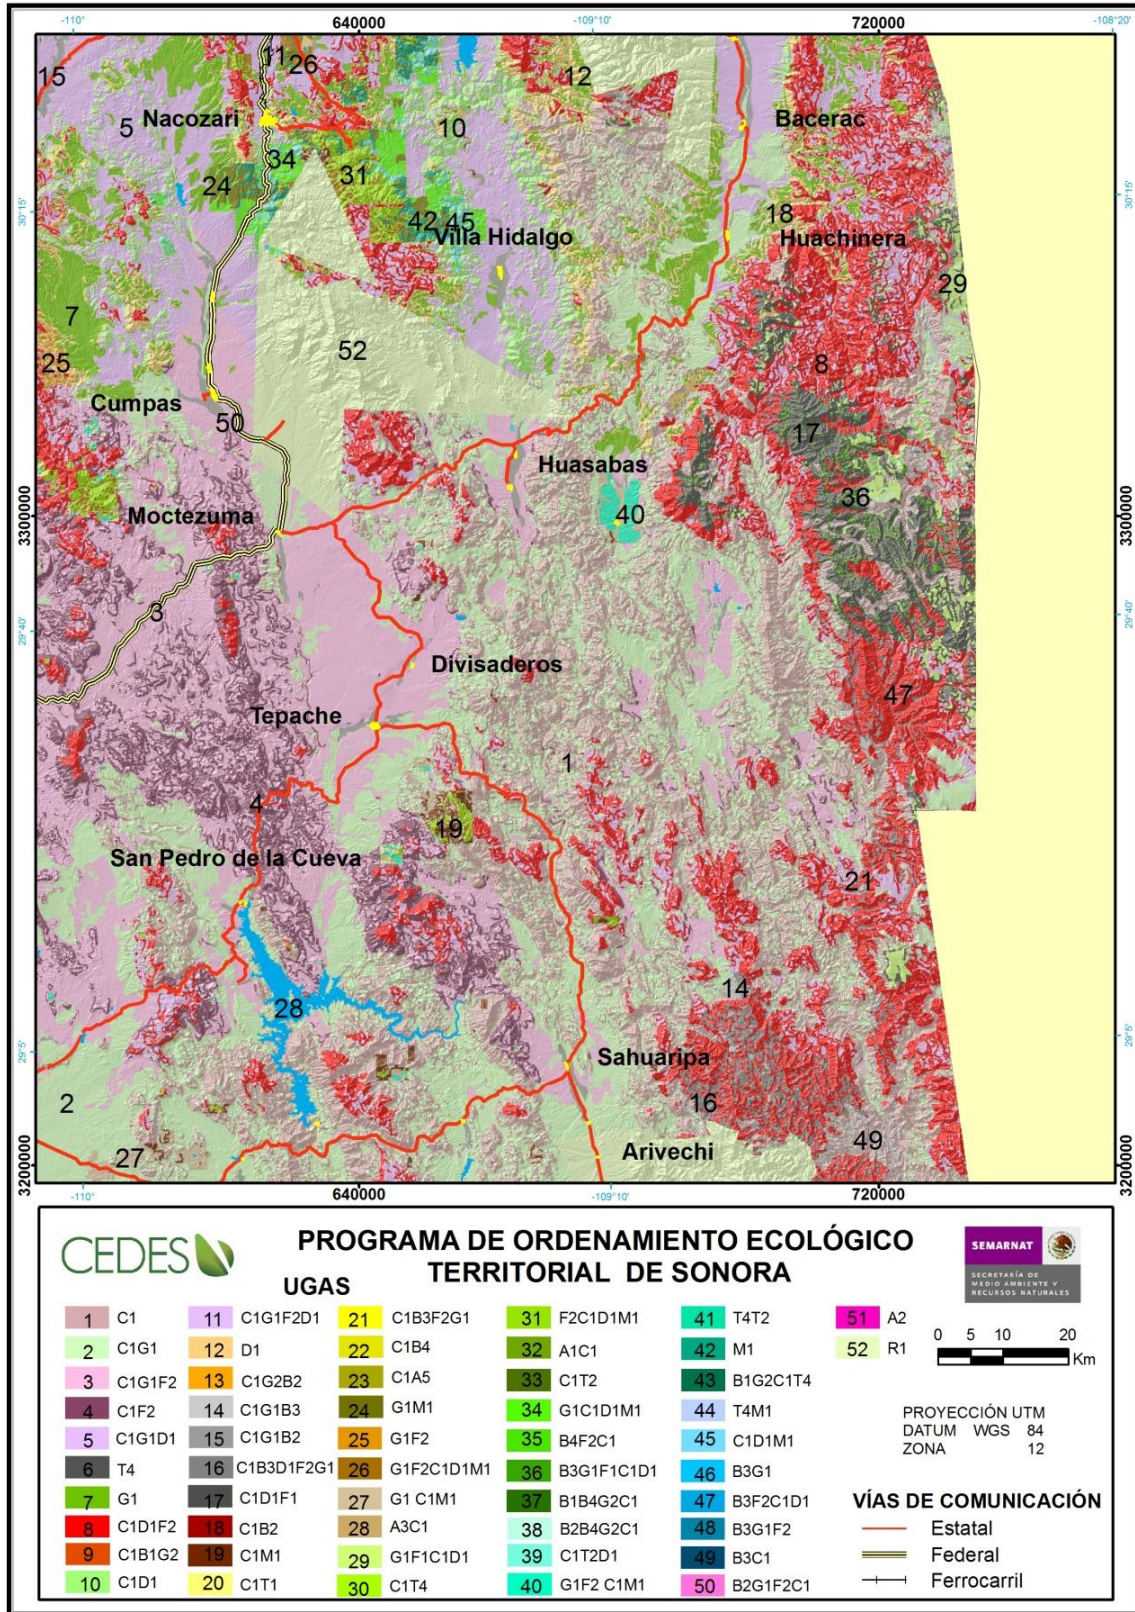 -110° 640000 -109°10' 720000 -108°20'
15
11
26
12
5
Nacozari
10
Bacerac
34
24
31
30°15'
30°15'
42
45
18
Villa Hidalgo
Huachinera
29
7
25
52
8
Cumpas
50
17
Huasabas
36
Moctezuma
40
3300000
3300000
3
29°40'
29°40'
Divisaderos
47
Tepache
1
4
19
San Pedro de la Cueva
21
14
28
29°5'
29°5'
Sahuaripa
2
16
49
27
Arivechi
3200000
3200000
-110° 640000 -109°10' 720000 -108°20'
CEDES
PROGRAMA DE ORDENAMIENTO ECOLÓGICO
TERRITORIAL DE SONORA
SEMARNAT
SECRETARÍA DE
MEDIO AMBIENTE Y
RECURSOS NATURALES
UGAS
1 C1
2 C1G1
3 C1G1F2
4 C1F2
5 C1G1D1
6 T4
7 G1
8 C1D1F2
9 C1B1G2
10 C1D1
11 C1G1F2D1
12 D1
13 C1G2B2
14 C1G1B3
15 C1G1B2
16 C1B3D1F2G1
17 C1D1F1
18 C1B2
19 C1M1
20 C1T1
21 C1B3F2G1
22 C1B4
23 C1A5
24 G1M1
25 G1F2
26 G1F2C1D1M1
27 G1 C1M1
28 A3C1
29 G1F1C1D1
30 C1T4
31 F2C1D1M1
32 A1C1
33 C1T2
34 G1C1D1M1
35 B4F2C1
36 B3G1F1C1D1
37 B1B4G2C1
38 B2B4G2C1
39 C1T2D1
40 G1F2 C1M1
41 T4T2
42 M1
43 B1G2C1T4
44 T4M1
45 C1D1M1
46 B3G1
47 B3F2C1D1
48 B3G1F2
49 B3C1
50 B2G1F2C1
51 A2
52 R1
0 5 10 20
Km
PROYECCIÓN UTM
DATUM WGS 84
ZONA 12
VÍAS DE COMUNICACIÓN
Estatal
Federal
Ferrocarril